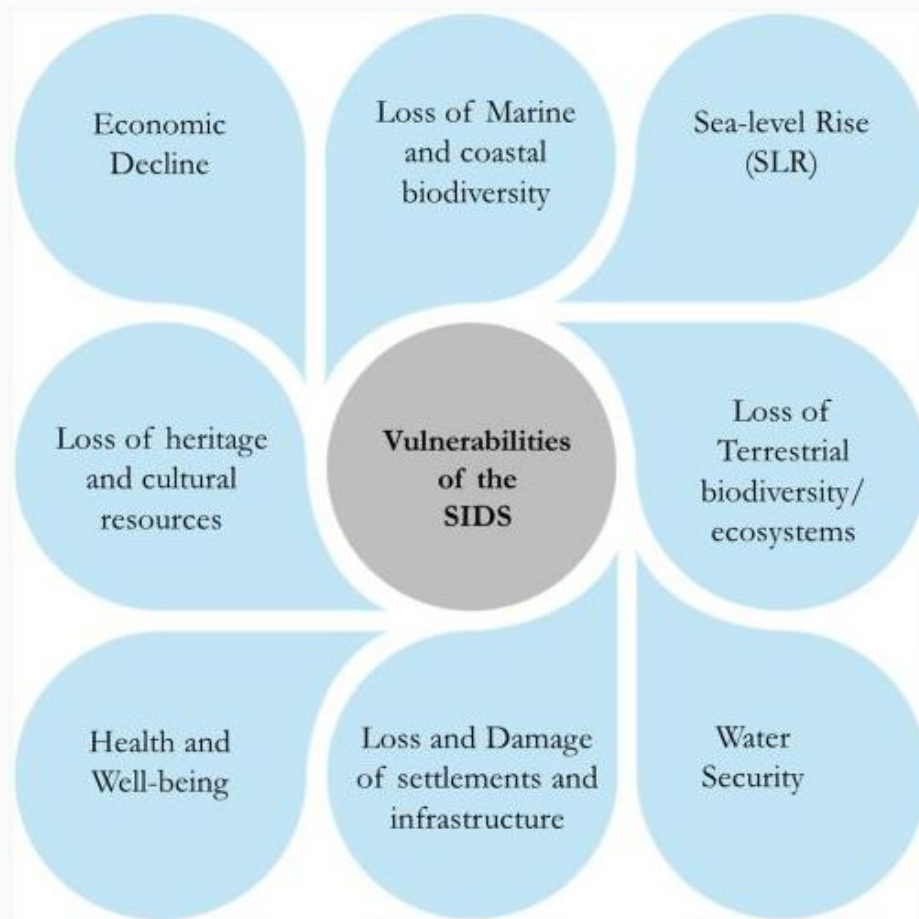 Economic
Decline
Loss of Marine
and coastal
biodiversity
Sea-level Rise
(SLR)
Loss of heritage
and cultural
resources
Vulnerabilities
of the
SIDS
Loss of
Terrestrial
biodiversity/
ecosystems
Health and
Well-being
Loss and Damage
of settlements and
infrastructure
Water
Security